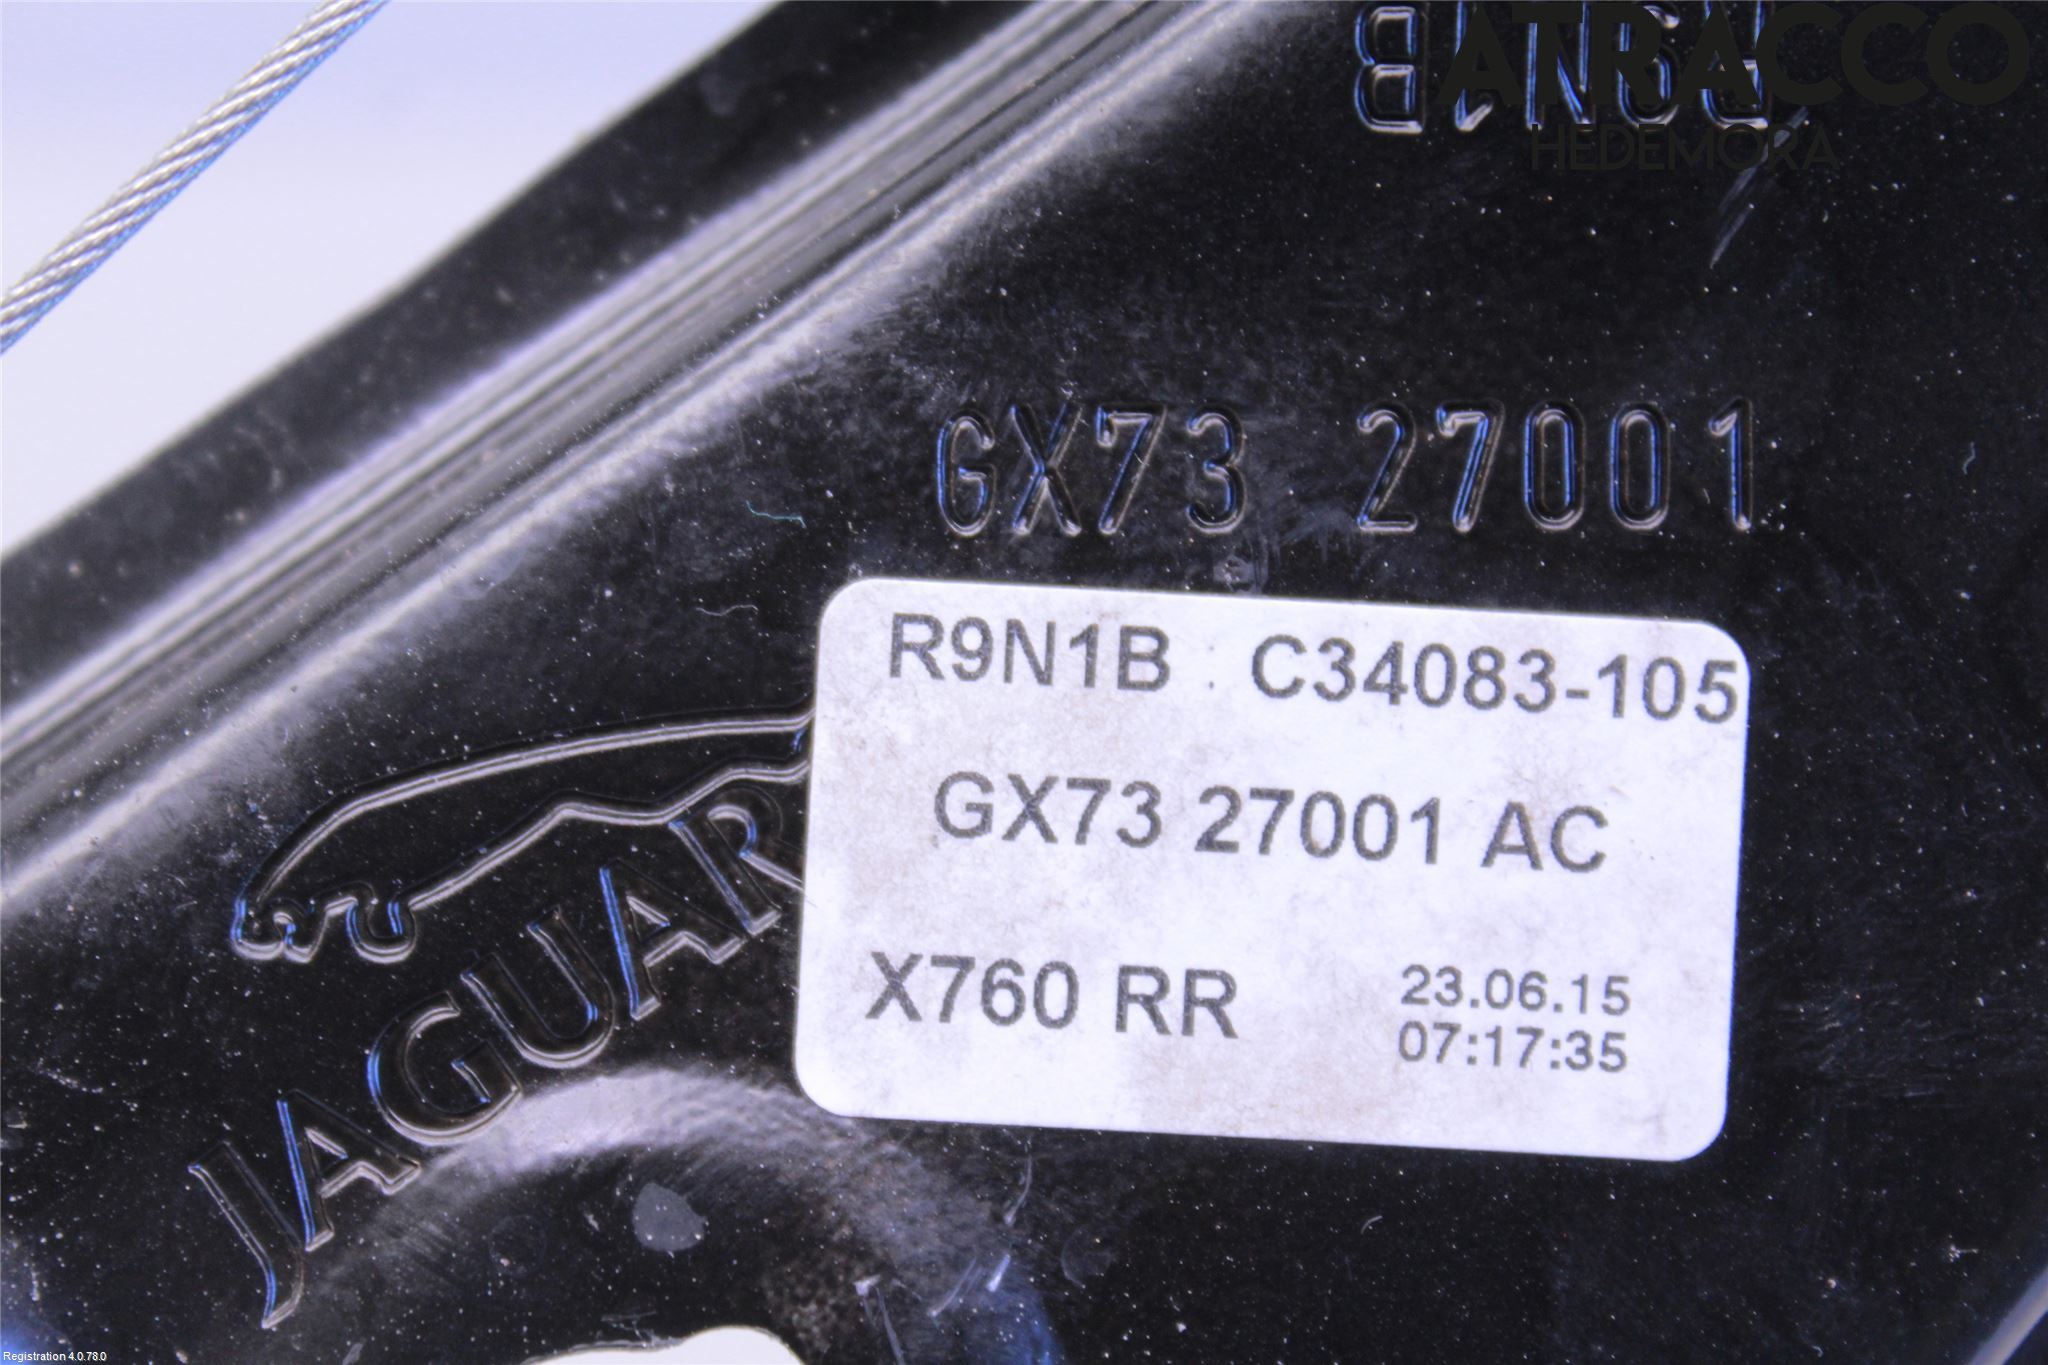 R9N1B
ATRACCO
HEDEMORA
GX73 27001
R9N1B C34083-105
GX73 27001 AC
X760 RR
23.06.15
07:17:35
JAGUAR
Registration 4.0.78.0